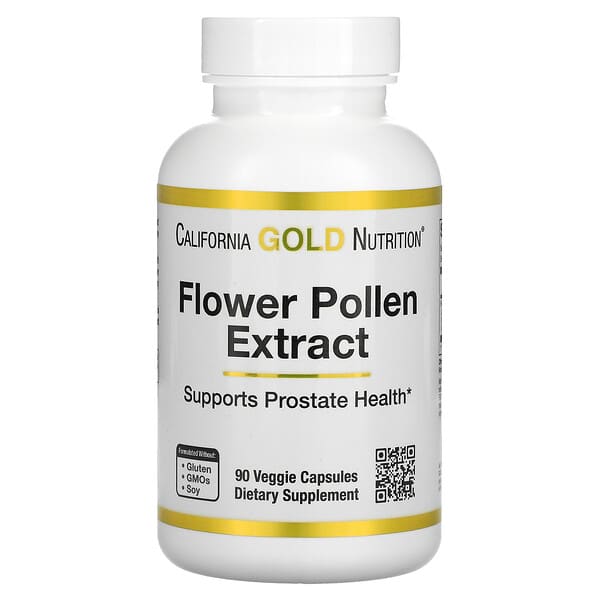 CALIFORNIA GOLD NUTRITION®
Flower Pollen
Extract
Supports Prostate Health*
Formulated Without:
• Gluten
• GMOs
• Soy
90 Veggie Capsules
Dietary Supplement